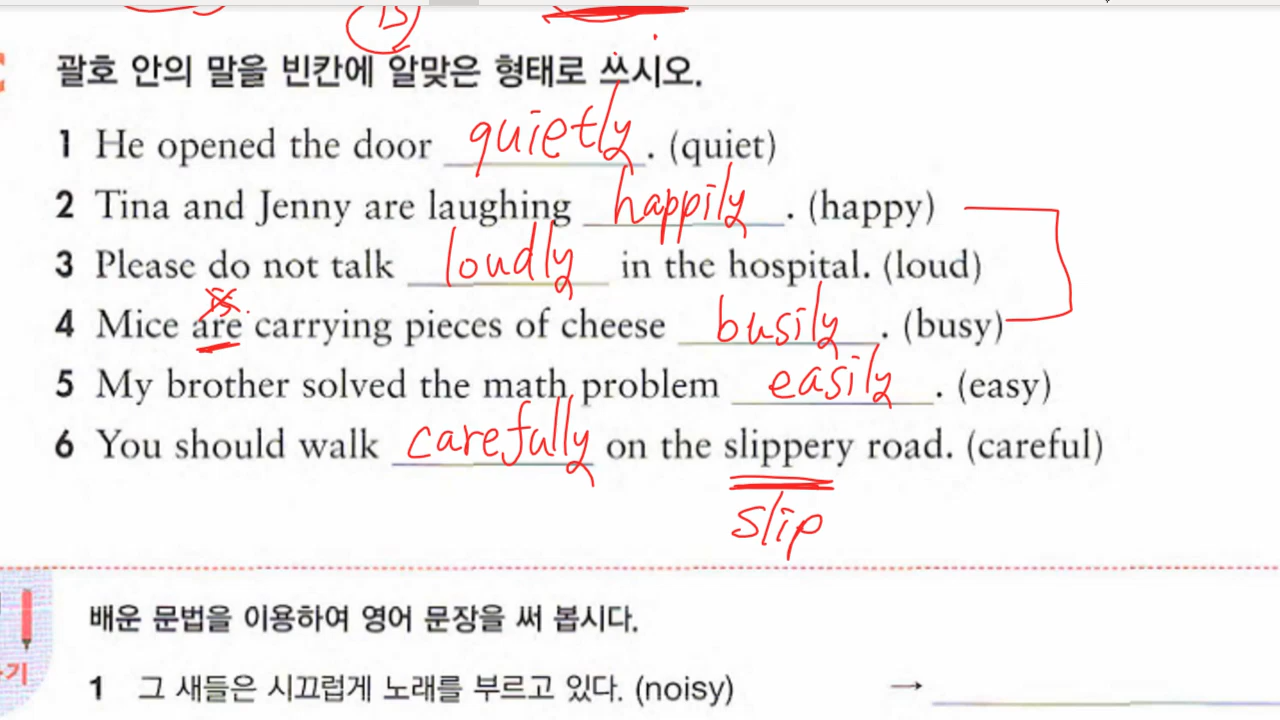 is
괄호 안의 말을 빈칸에 알맞은 형태로 쓰시오.
1 He opened the door quietly. (quiet)
2 Tina and Jenny are laughing happily. (happy)
3 Please do not talk loudly in the hospital. (loud)
is
4 Mice are carrying pieces of cheese busily. (busy)
5 My brother solved the math problem easily. (easy)
6 You should walk carefully on the slippery road. (careful)
slip
배운 문법을 이용하여 영어 문장을 써 봅시다.
기
1 그 새들은 시끄럽게 노래를 부르고 있다. (noisy) →